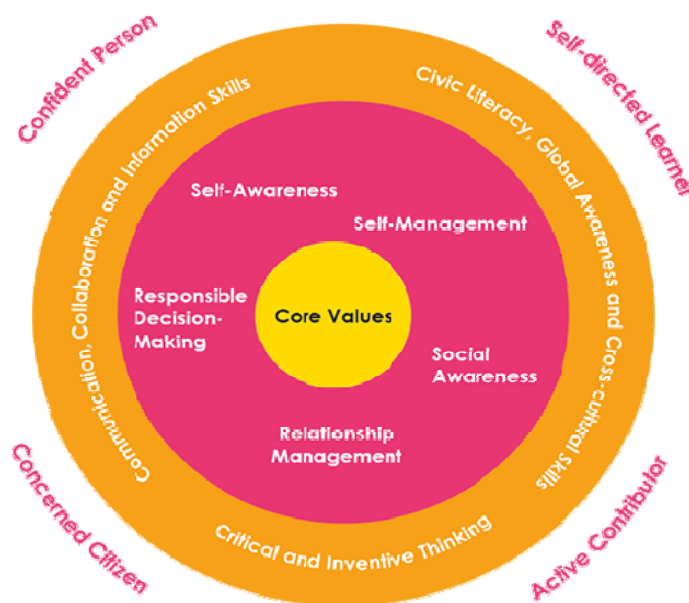 Confident Person
Self-directed Learner
Communication, Collaboration and Information Skills
Civic Literacy, Global Awareness and Cross-cultural Skills
Self-Awareness
Self-Management
Responsible
Decision-
Making
Core Values
Social
Awareness
Relationship
Management
Critical and Inventive Thinking
Concerned Citizen
Active Contributor